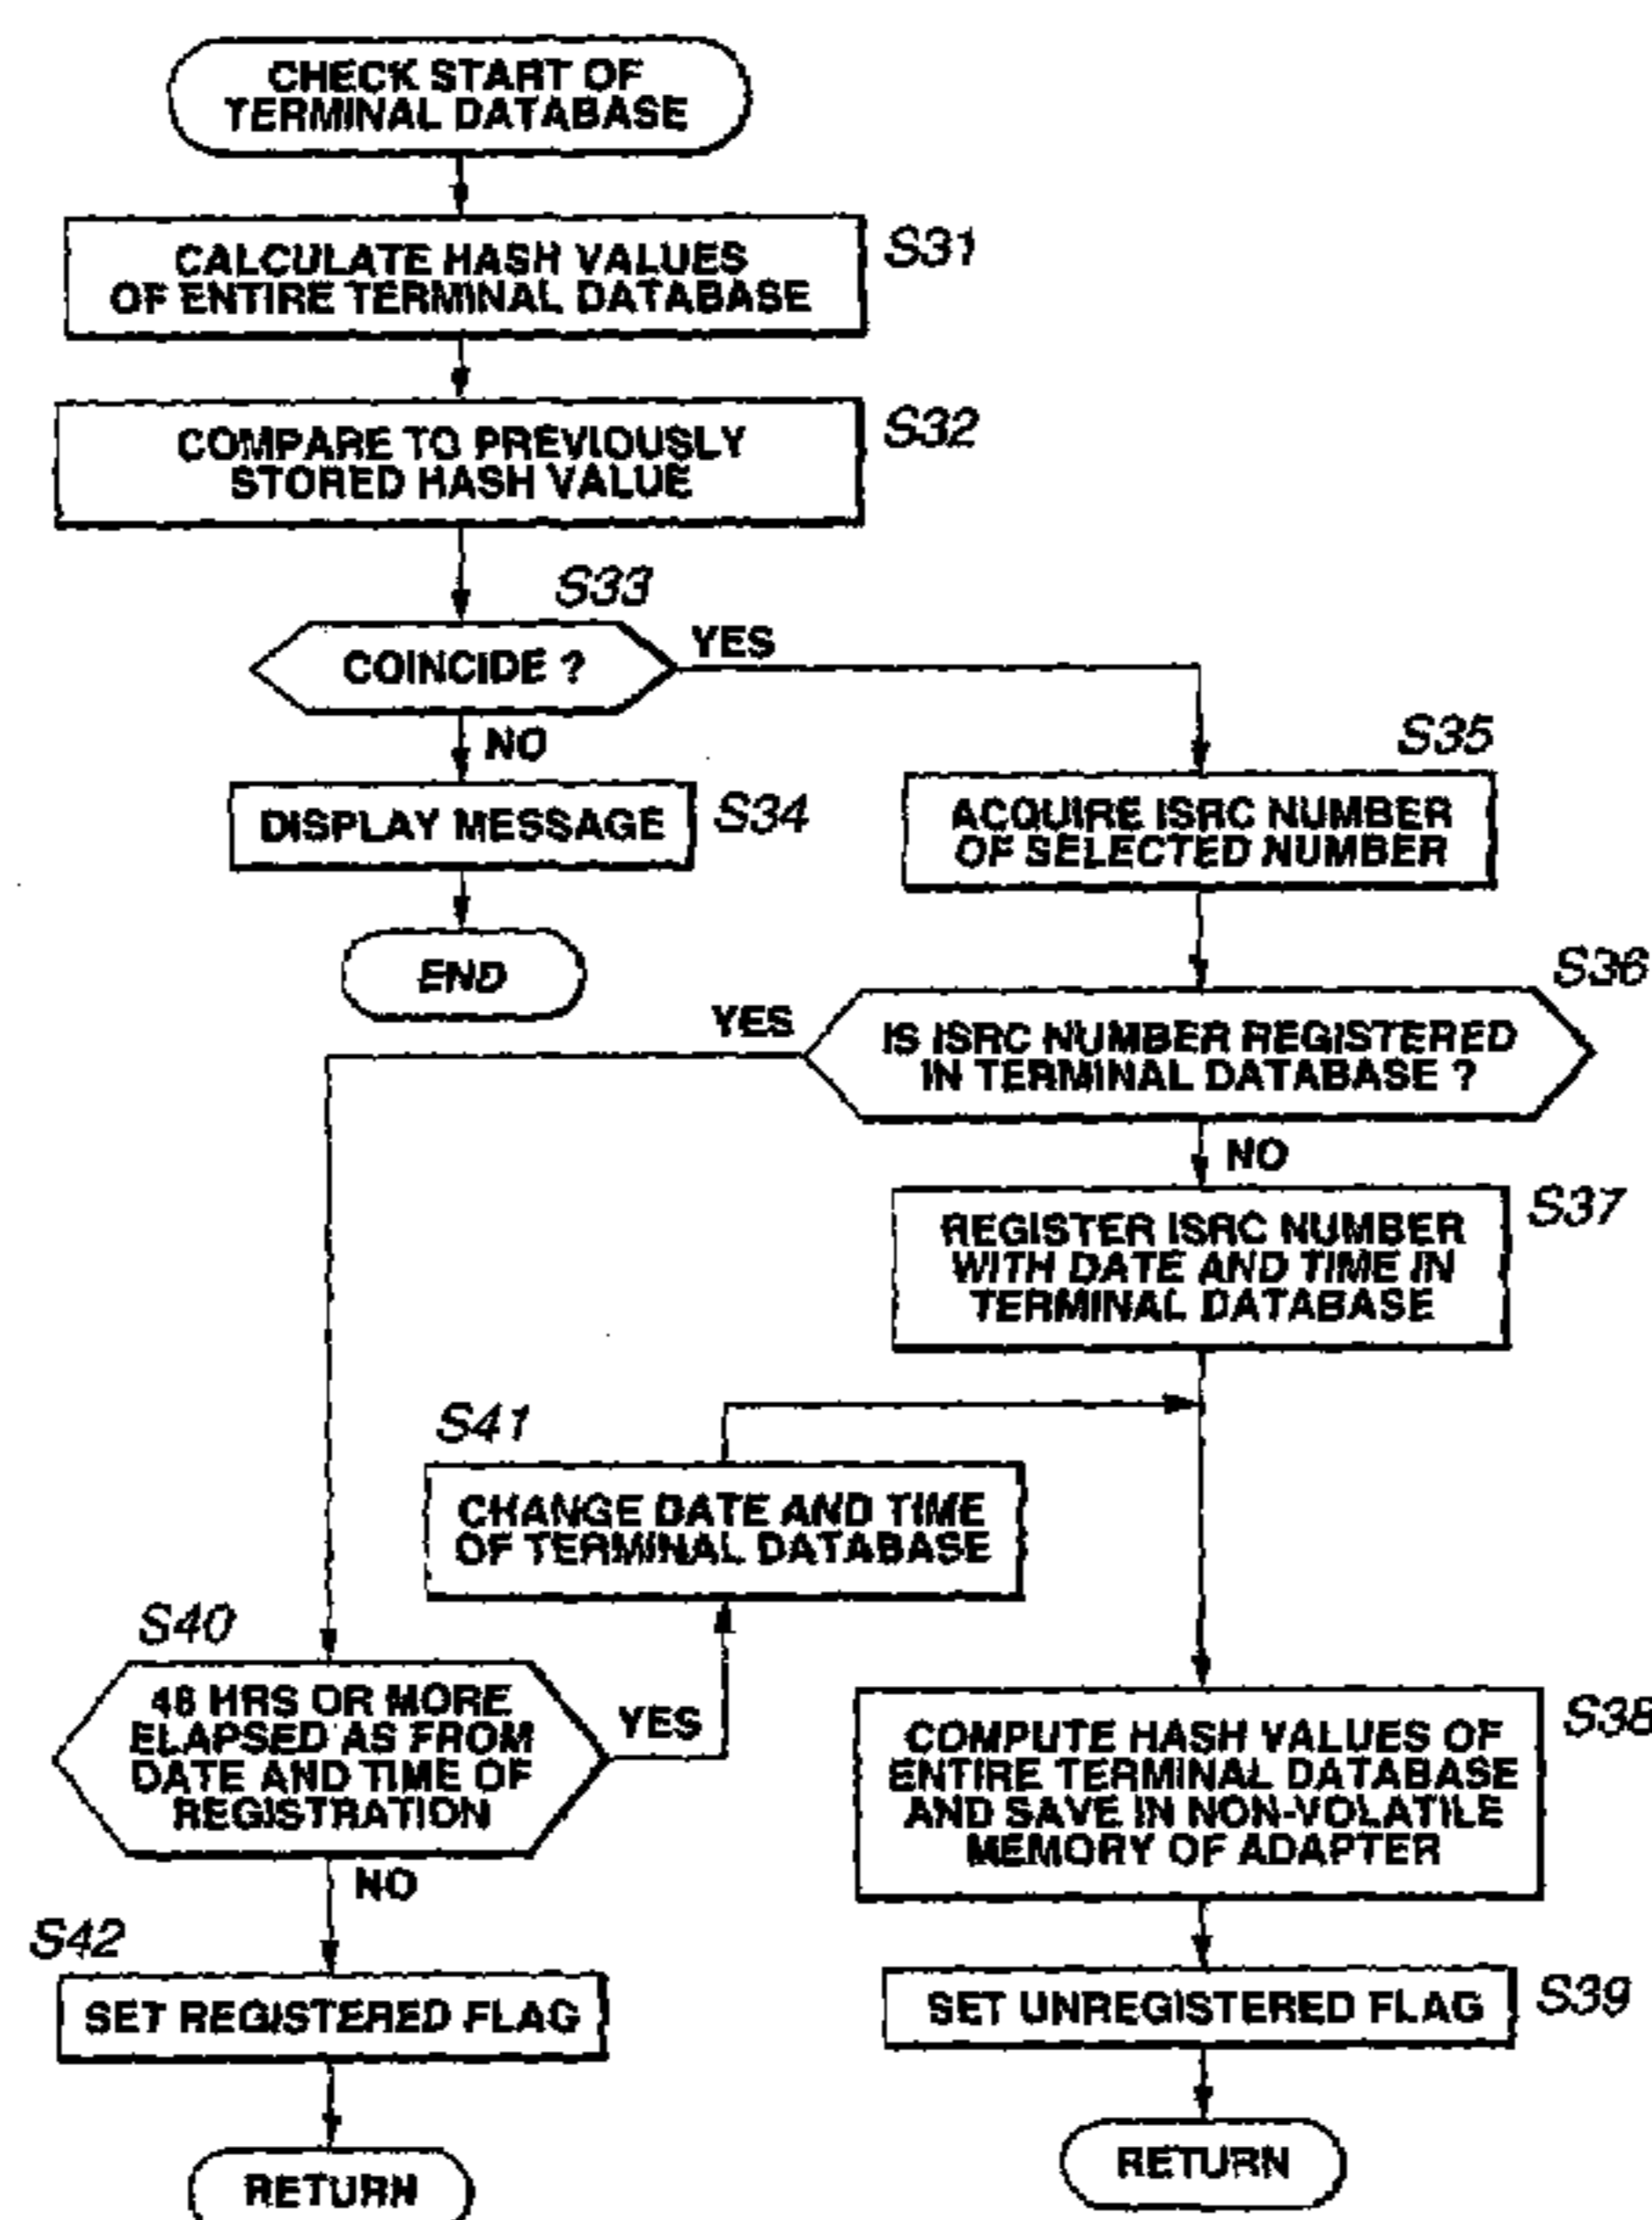 CHECK START OF
TERMINAL DATABASE
CALCULATE HASH VALUES
OF ENTIRE TERMINAL DATABASE
S31
COMPARE TO PREVIOUSLY
STORED HASH VALUE
S32
S33
COINCIDE ?
YES
NO
DISPLAY MESSAGE
S34
END
S35
ACQUIRE ISRC NUMBER
OF SELECTED NUMBER
S36
IS ISRC NUMBER REGISTERED
IN TERMINAL DATABASE ?
YES
NO
REGISTER ISRC NUMBER
WITH DATE AND TIME IN
TERMINAL DATABASE
S37
S41
CHANGE DATE AND TIME
OF TERMINAL DATABASE
S40
48 HRS OR MORE
ELAPSED AS FROM
DATE AND TIME OF
REGISTRATION
YES
NO
COMPUTE HASH VALUES OF
ENTIRE TERMINAL DATABASE
AND SAVE IN NON-VOLATILE
MEMORY OF ADAPTER
S38
S42
SET REGISTERED FLAG
RETURN
SET UNREGISTERED FLAG
S39
RETURN